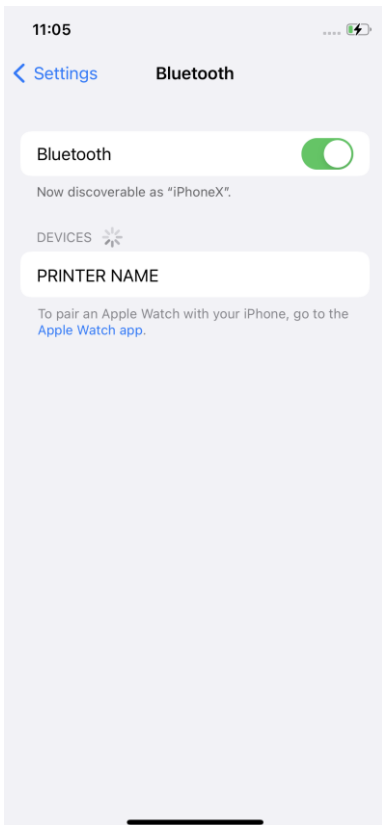 11:05
Settings
Bluetooth
Bluetooth
Now discoverable as “iPhoneX”.
DEVICES
PRINTER NAME
To pair an Apple Watch with your iPhone, go to the
Apple Watch app.